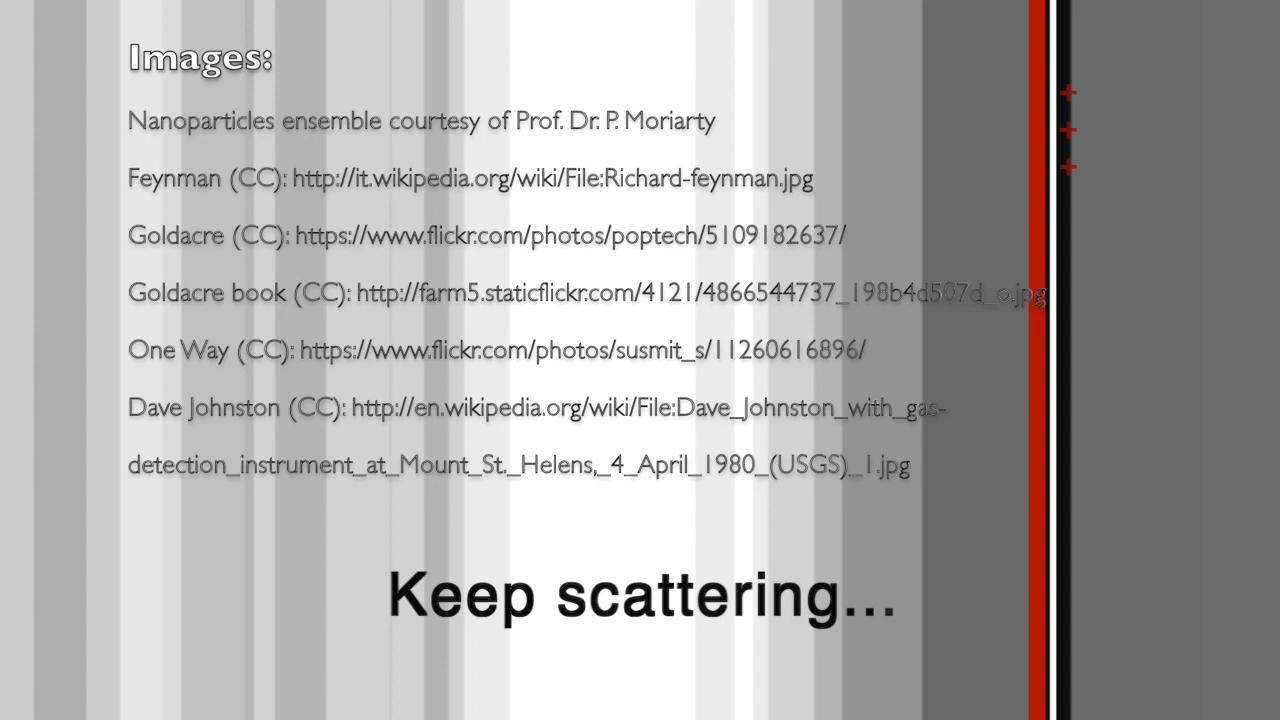 Images:
Nanoparticles ensemble courtesy of Prof. Dr. P. Moriarty
Feynman (CC): http://it.wikipedia.org/wiki/File:Richard-feynman.jpg
Goldacre (CC): https://www.flickr.com/photos/poptech/5109182637/
Goldacre book (CC): http://farm5.staticflickr.com/4121/4866544737_198b4d507d_o.jpg
One Way (CC): https://www.flickr.com/photos/susmit_s/11260616896/
Dave Johnston (CC): http://en.wikipedia.org/wiki/File:Dave_Johnston_with_gas-
detection_instrument_at_Mount_St._Helens,_4_April_1980_(USGS)_1.jpg
Keep scattering...